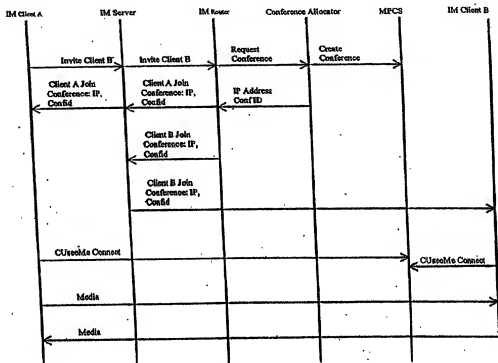 IM Client A IM Server IM Router Conference Allocator MPCS IM Client B
Invite Client B
Invite Client B
Request
Conference
Create
Conference
Client A Join
Conference: IP,
Confid
Client A Join
Conference: IP,
Confid
IP Address
Conf ID
Client B Join
Conference: IP,
Confid
Client B Join
Conference: IP,
Confid
CUseeMe Connect
CUseeMe Connect
Media
Media